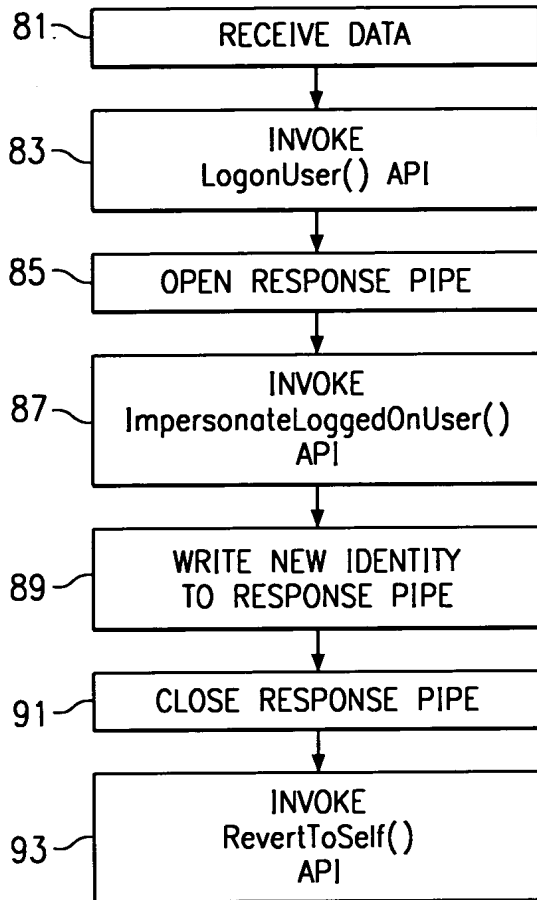 81
RECEIVE DATA
83
INVOKE
LogonUser() API
85
OPEN RESPONSE PIPE
87
INVOKE
ImpersonateLoggedOnUser()
API
89
WRITE NEW IDENTITY
TO RESPONSE PIPE
91
CLOSE RESPONSE PIPE
93
INVOKE
RevertToSelf()
API